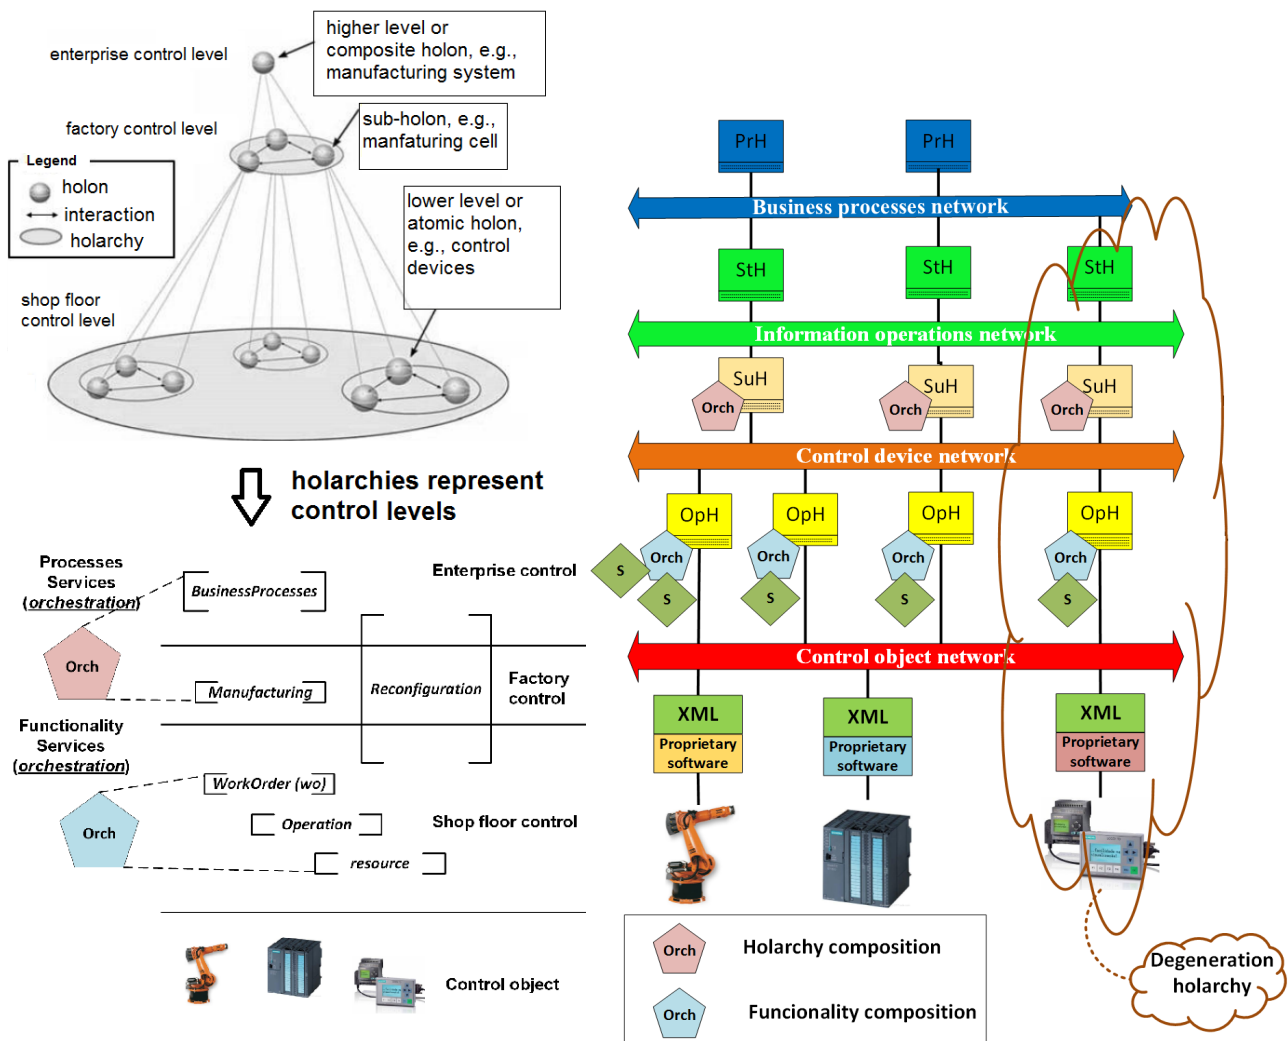 enterprise control level
higher level or
composite holon, e.g.,
manufacturing system
factory control level
sub-holon, e.g.,
manfaturing cell
Legend
holon
interaction
holarchy
lower level or
atomic holon,
e.g., control
devices
shop floor
control level
holarchies represent
control levels
Processes
Services
(orchestration)
BusinessProcesses
Enterprise control
Orch
Manufacturing
Reconfiguration
Factory
control
Functionality
Services
(orchestration)
WorkOrder (wo)
Orch
Operation
Shop floor control
resource
Control object
PrH
PrH
Business processes network
StH
StH
StH
Information operations network
SuH
SuH
SuH
Orch
Orch
Orch
Control device network
OpH
OpH
OpH
OpH
Orch
Orch
Orch
Orch
S
S
S
S
S
Control object network
XML
XML
XML
Proprietary
software
Proprietary
software
Proprietary
software
Orch
Holarchy composition
Orch
Funcionality composition
Degeneration
holarchy